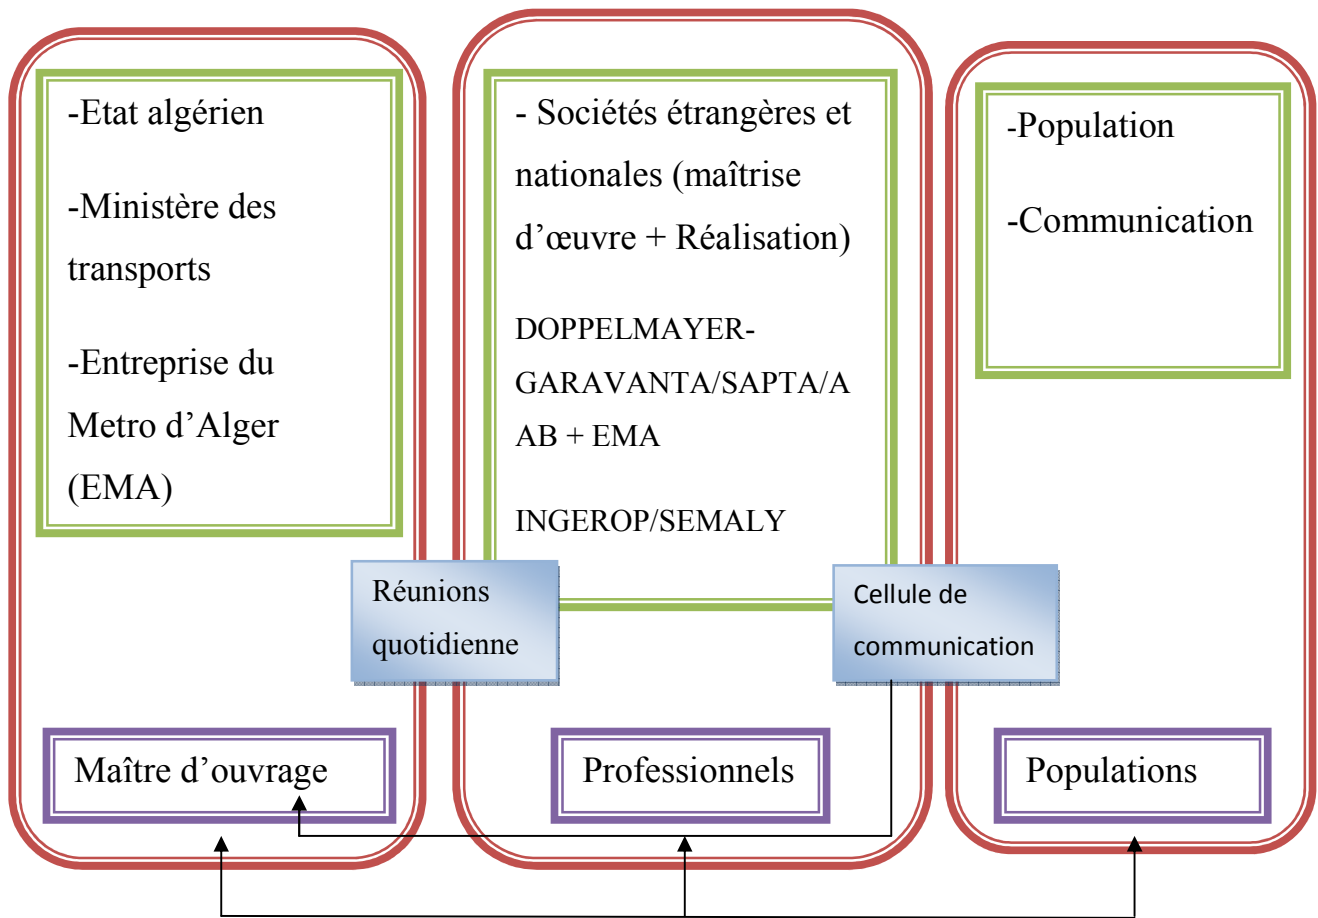 -Etat algérien
-Ministère des
transports
-Entreprise du
Metro d’Alger
(EMA)
- Sociétés étrangères et
nationales (maîtrise
d’œuvre + Réalisation)
DOPPELMAYER-
GARAVANTA/SAPTA/A
AB + EMA
INGEROP/SEMALY
-Population
-Communication
Réunions
quotidienne
Cellule de
communication
Maître d’ouvrage
Professionnels
Populations